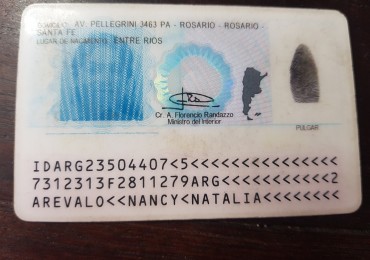 DOMICILIO: AV. PELLEGRINI 3463 PA - ROSARIO - ROSARIO -
SANTA FE
LUGAR DE NACIMIENTO: ENTRE RIOS
Cr. A. Florencio Randazzo
Ministro del Interior
PULGAR
IDARG23504407<5<<<<<<<<<<<<<<<
7312313F2811279ARG<<<<<<<<<<<2
AREVALO<<NANCY<NATALIA<<<<<<<<